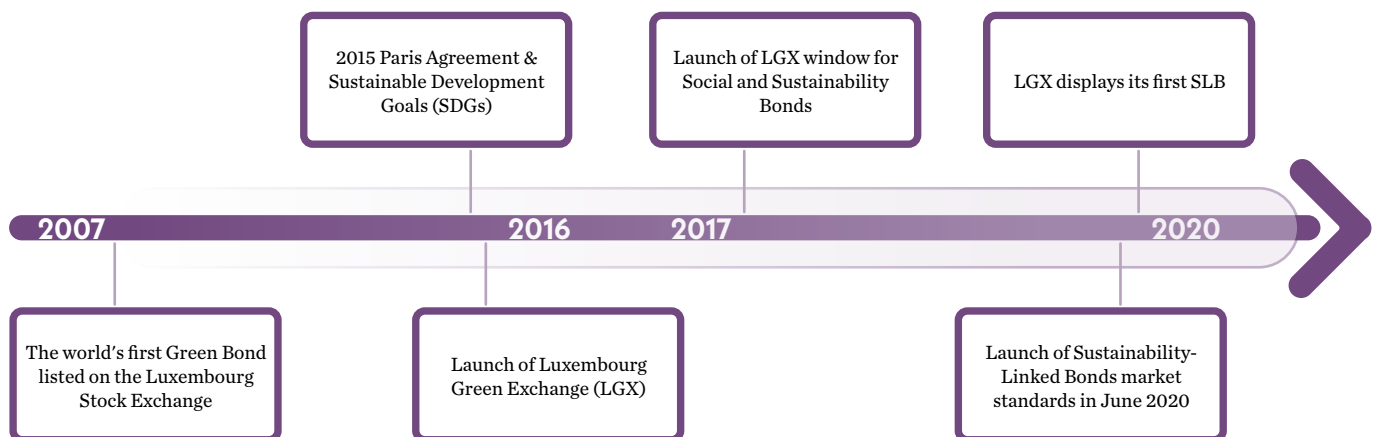 2015 Paris Agreement &
Sustainable Development
Goals (SDGs)
Launch of LGX window for
Social and Sustainability
Bonds
LGX displays its first SLB
2007
2016
2017
2020
The world's first Green Bond
listed on the Luxembourg
Stock Exchange
Launch of Luxembourg
Green Exchange (LGX)
Launch of Sustainability-
Linked Bonds market
standards in June 2020